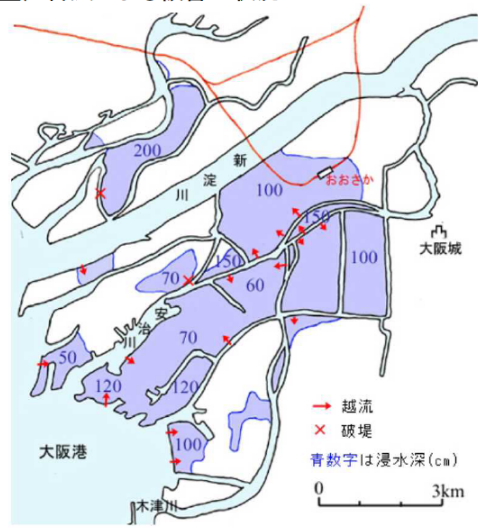 200
新
淀
川
おおさか
100
150
大阪城
100
150
70
60
安
治
川
70
50
120
120
100
大阪港
木津川
→ 越流
× 破堤
青数字は浸水深(cm)
0 3km